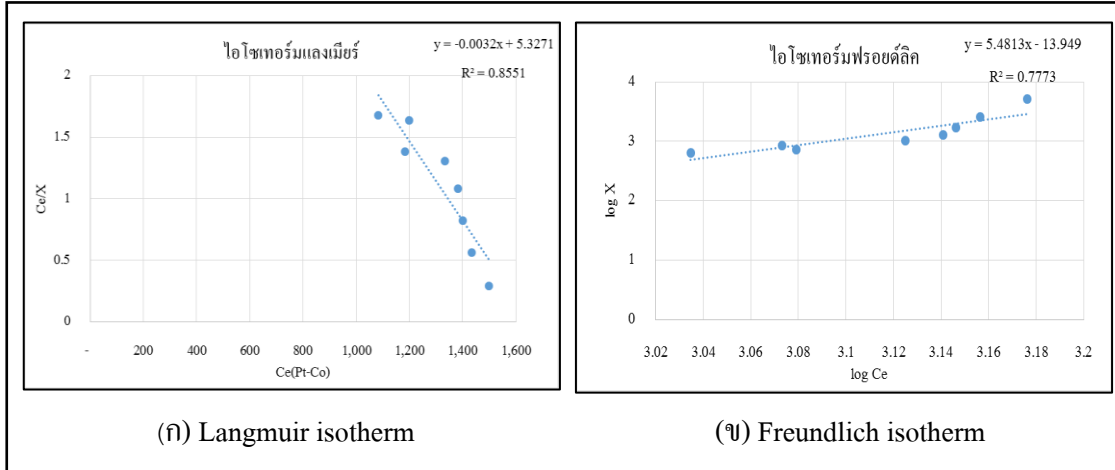 ไอโซเทอร์มแลงเมียร์
y = -0.0032x + 5.3271
R² = 0.8551
2
1.5
1
0.5
0
Ce/X
- 200 400 600 800 1,000 1,200 1,400 1,600
Ce(Pt-Co)
(ก) Langmuir isotherm
ไอโซเทอร์มฟรอยด์ลิค
y = 5.4813x - 13.949
R² = 0.7773
4
3
2
1
0
log X
3.02 3.04 3.06 3.08 3.1 3.12 3.14 3.16 3.18 3.2
log Ce
(ข) Freundlich isotherm